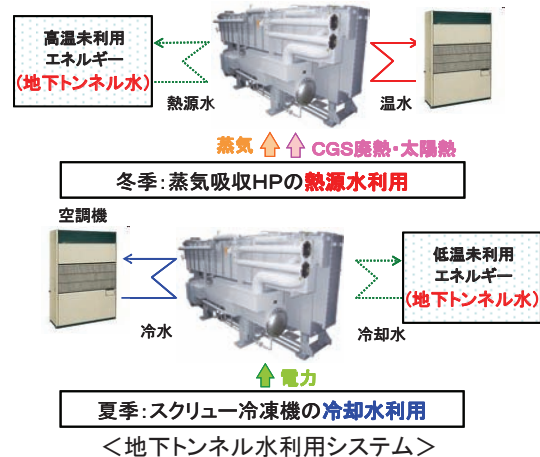 高温未利用
エネルギー
(地下トンネル水)
熱源水
温水
蒸気
CGS廃熱・太陽熱
冬季:蒸気吸収HPの熱源水利用
空調機
冷水
冷却水
低温未利用
エネルギー
(地下トンネル水)
電力
夏季:スクリュー冷凍機の冷却水利用
＜地下トンネル水利用システム＞